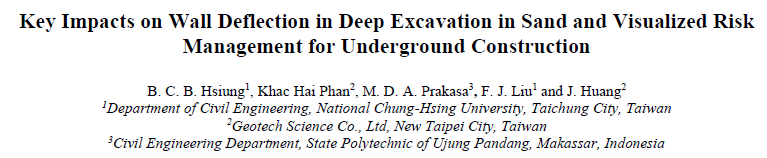 Key Impacts on Wall Deflection in Deep Excavation in Sand and Visualized Risk
Management for Underground Construction
B. C. B. Hsiung1, Khac Hai Phan2, M. D. A. Prakasa3, F. J. Liu1 and J. Huang2
1Department of Civil Engineering, National Chung-Hsing University, Taichung City, Taiwan
2Geotech Science Co., Ltd, New Taipei City, Taiwan
3Civil Engineering Department, State Polytechnic of Ujung Pandang, Makassar, Indonesia